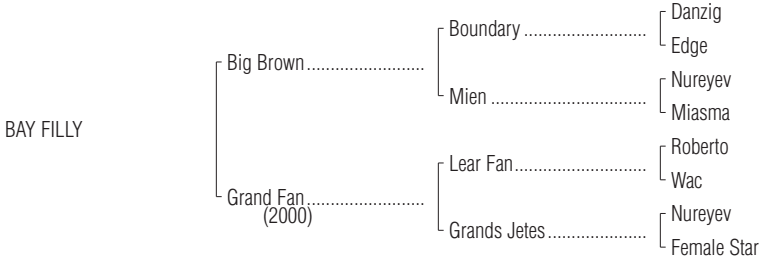 Danzig
Boundary ..........................
Edge
Big Brown .........................
Nureyev
Mien .................................
Miasma
BAY FILLY
Roberto
Lear Fan............................
Wac
Grand Fan.........................
(2000)
Nureyev
Grands Jetes.....................
Female Star